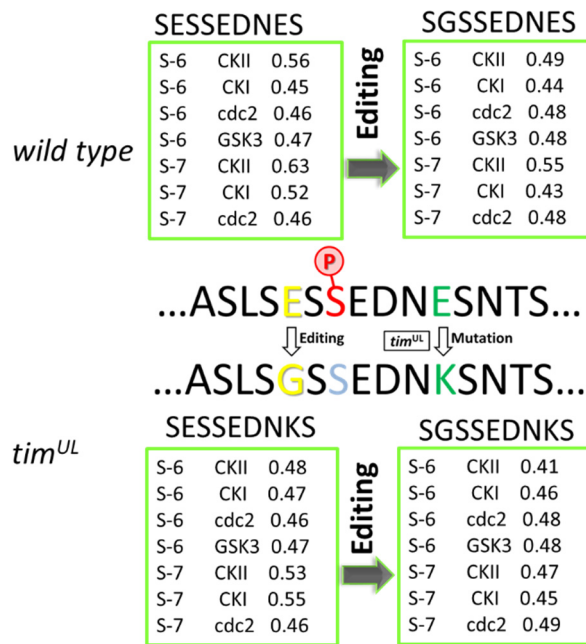 SESSEDNES
SGSSEDNES
wild type
S-6 CKII 0.56
S-6 CKI 0.45
S-6 cdc2 0.46
S-6 GSK3 0.47
S-7 CKII 0.63
S-7 CKI 0.52
S-7 cdc2 0.46
Editing
S-6 CKII 0.49
S-6 CKI 0.44
S-6 cdc2 0.48
S-6 GSK3 0.48
S-7 CKII 0.55
S-7 CKI 0.43
S-7 cdc2 0.48
P
...ASLSESSEDNESNTS...
Editing
timUL
Mutation
...ASLSGSSEDNKSNTS...
SESSEDNKS
SGSSEDNKS
timUL
S-6 CKII 0.48
S-6 CKI 0.47
S-6 cdc2 0.46
S-6 GSK3 0.47
S-7 CKII 0.53
S-7 CKI 0.55
S-7 cdc2 0.46
Editing
S-6 CKII 0.41
S-6 CKI 0.46
S-6 cdc2 0.48
S-6 GSK3 0.48
S-7 CKII 0.47
S-7 CKI 0.45
S-7 cdc2 0.49